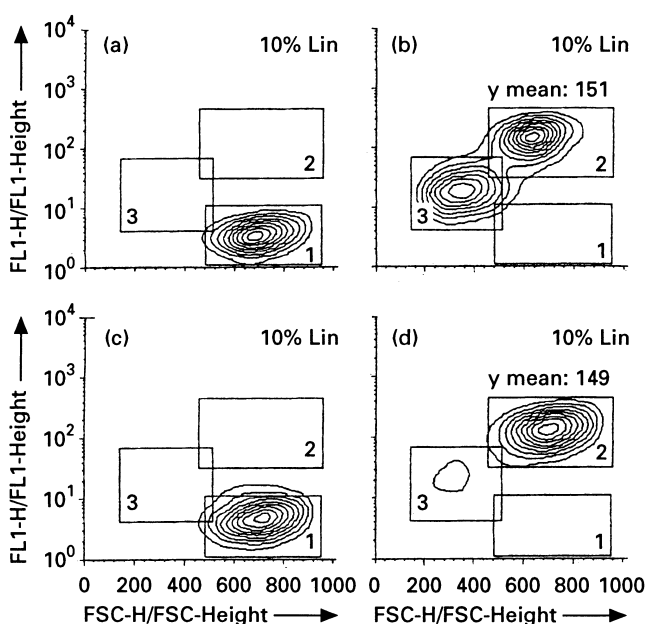 (a) 10% Lin
10⁴
10³
10²
10¹
10⁰
FL1-H/FL1-Height
2
3
1
(b) 10% Lin
y mean: 151
2
3
1
(c) 10% Lin
10⁴
10³
10²
10¹
10⁰
FL1-H/FL1-Height
2
3
1
0 200 400 600 800 1000
FSC-H/FSC-Height
(d) 10% Lin
y mean: 149
2
3
1
0 200 400 600 800 1000
FSC-H/FSC-Height